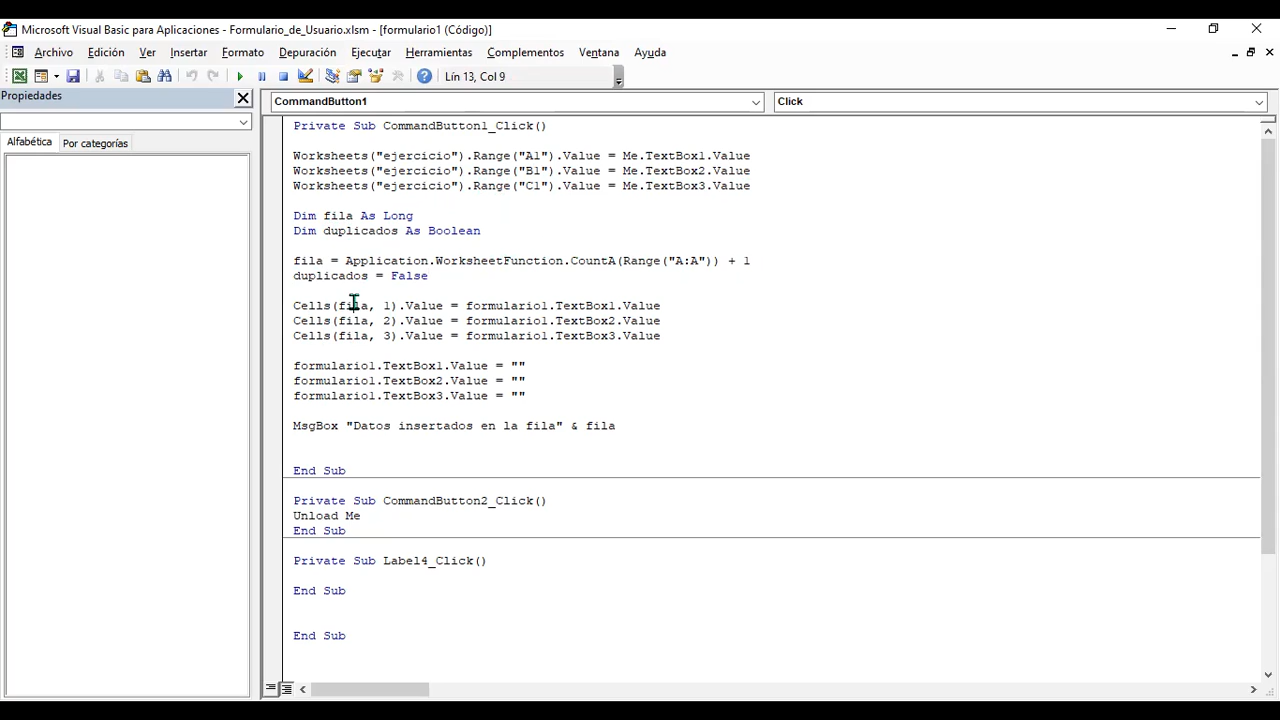 Microsoft Visual Basic para Aplicaciones - Formulario_de_Usuario.xlsm - [formulario1 (Código)]
Archivo Edición Ver Insertar Formato Depuración Ejecutar Herramientas Complementos Ventana Ayuda
Lín 13, Col 9
Propiedades
Alfabética Por categorías
CommandButton1 Click
Private Sub CommandButton1_Click()
Worksheets("ejercicio").Range("A1").Value = Me.TextBox1.Value
Worksheets("ejercicio").Range("B1").Value = Me.TextBox2.Value
Worksheets("ejercicio").Range("C1").Value = Me.TextBox3.Value
Dim fila As Long
Dim duplicados As Boolean
fila = Application.WorksheetFunction.CountA(Range("A:A")) + 1
duplicados = False
Cells(fila, 1).Value = formulario1.TextBox1.Value
Cells(fila, 2).Value = formulario1.TextBox2.Value
Cells(fila, 3).Value = formulario1.TextBox3.Value
formulario1.TextBox1.Value = ""
formulario1.TextBox2.Value = ""
formulario1.TextBox3.Value = ""
MsgBox "Datos insertados en la fila" & fila
End Sub
Private Sub CommandButton2_Click()
Unload Me
End Sub
Private Sub Label4_Click()
End Sub
End Sub